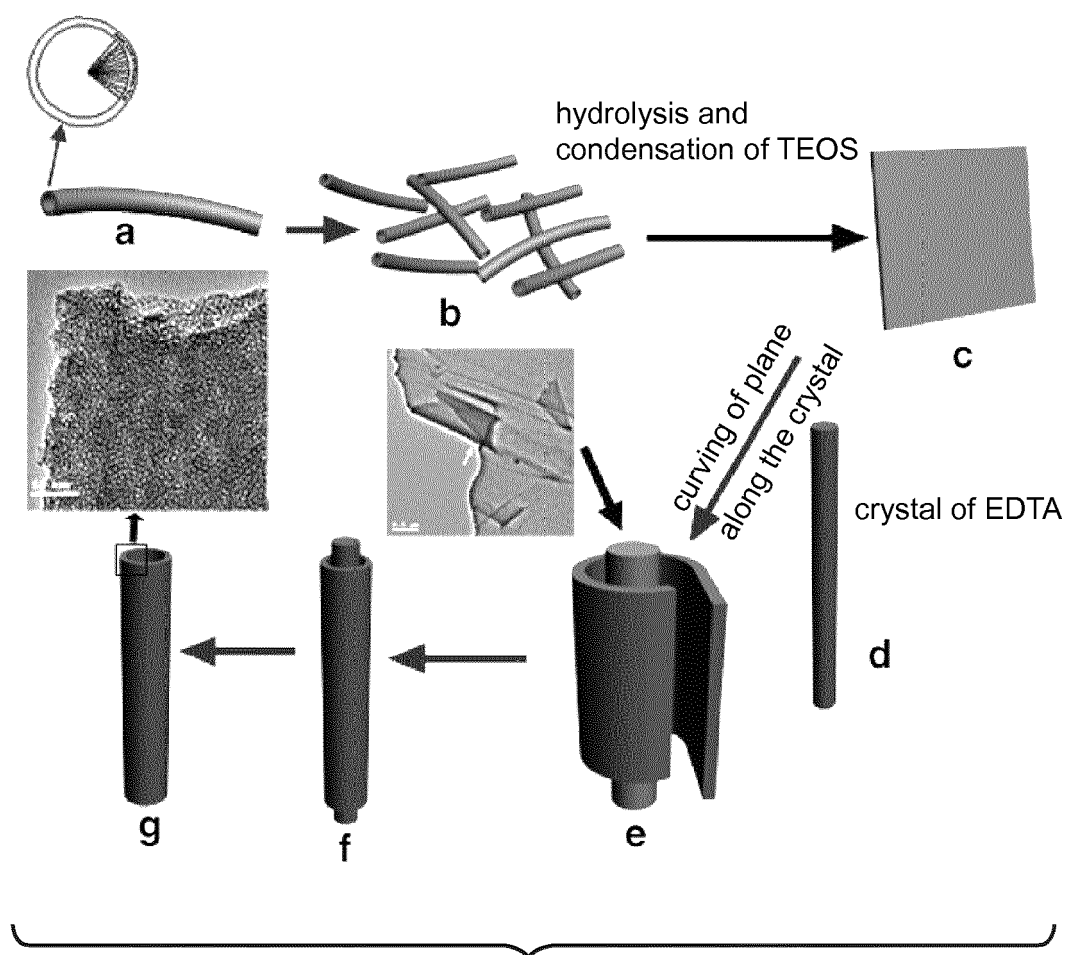 hydrolysis and
condensation of TEOS
a
b
c
curving of plane
along the crystal
crystal of EDTA
d
g
f
e